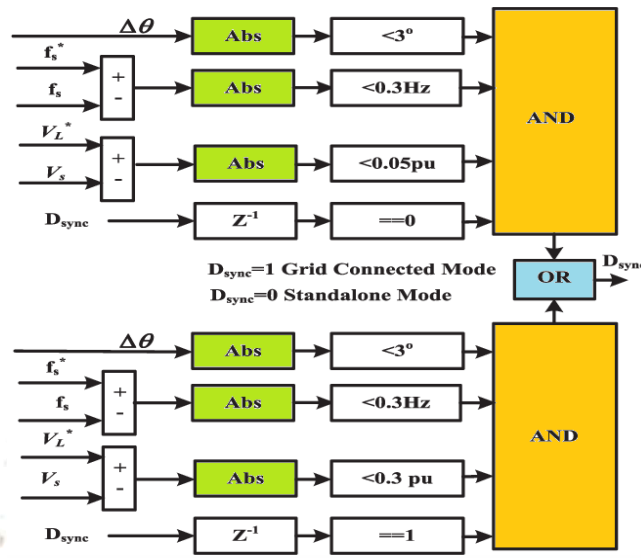 Δθ
Abs
<3°
fs*
+
-
fs
Abs
<0.3Hz
AND
VL*
+
-
Vs
Abs
<0.05pu
Dsync
Z⁻¹
==0
Dsync=1 Grid Connected Mode
Dsync=0 Standalone Mode
OR
Dsync
Δθ
Abs
<3°
fs*
+
-
fs
Abs
<0.3Hz
AND
VL*
+
-
Vs
Abs
<0.3 pu
Dsync
Z⁻¹
==1